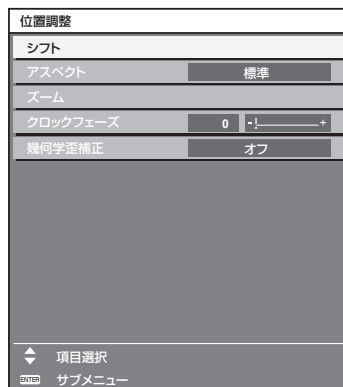 位置調整
シフト
アスペクト 標準
ズーム
クロックフェーズ 0 - +
幾何学歪補正 オフ
項目選択
ENTER サブメニュー